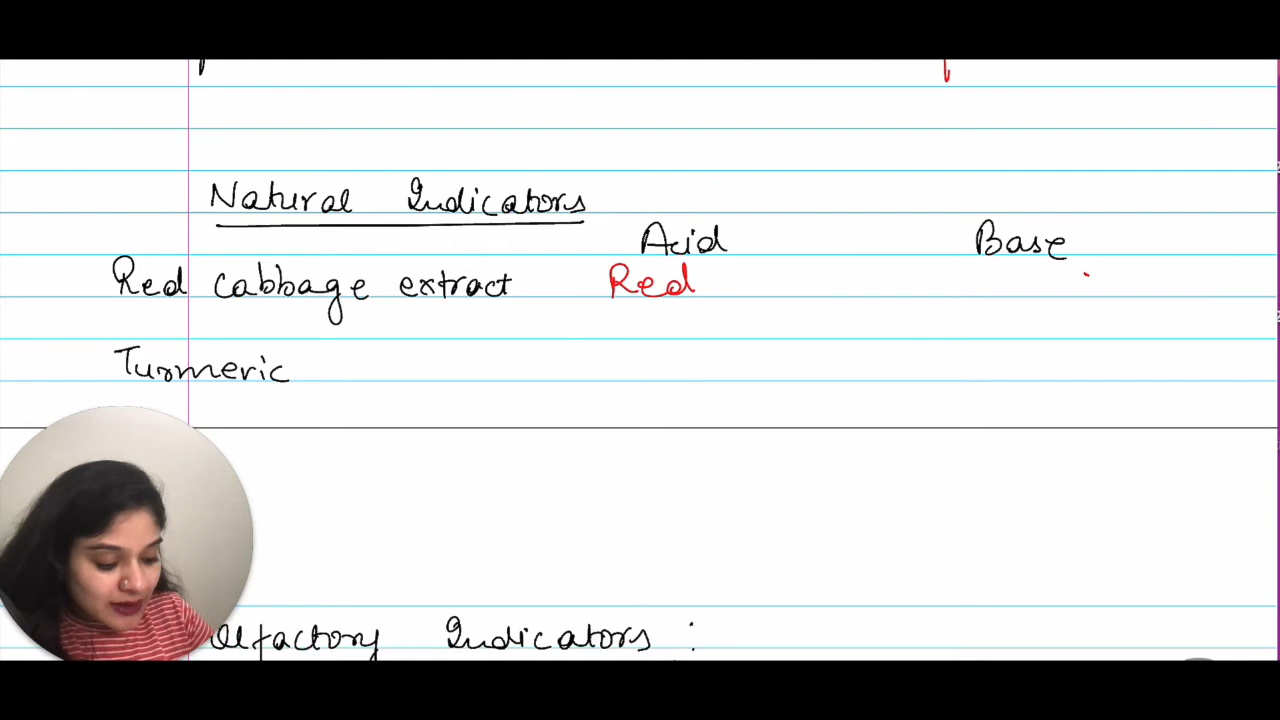 Natural Indicators
Acid Base
Red cabbage extract Red
Turmeric
Olfactory Indicators :